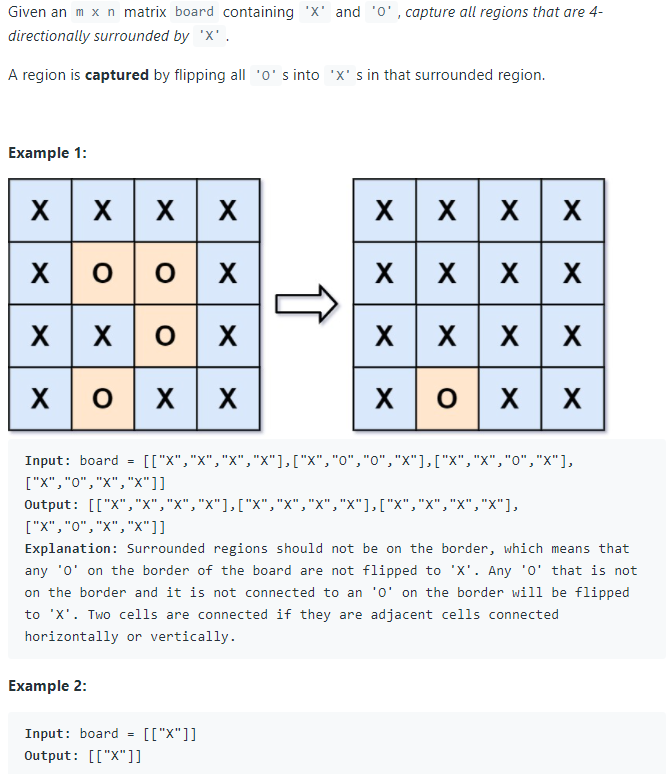 Given an m x n matrix board containing 'X' and 'O' , capture all regions that are 4-
directionally surrounded by 'X' .
A region is captured by flipping all 'O' s into 'X' s in that surrounded region.
Example 1:
X X X X
X O O X
X X O X
X O X X
X X X X
X X X X
X X X X
X O X X
Input: board = [["X","X","X","X"],["X","O","O","X"],["X","X","O","X"],
["X","O","X","X"]]
Output: [["X","X","X","X"],["X","X","X","X"],["X","X","X","X"],
["X","O","X","X"]]
Explanation: Surrounded regions should not be on the border, which means that
any 'O' on the border of the board are not flipped to 'X'. Any 'O' that is not
on the border and it is not connected to an 'O' on the border will be flipped
to 'X'. Two cells are connected if they are adjacent cells connected
horizontally or vertically.
Example 2:
Input: board = [["X"]]
Output: [["X"]]